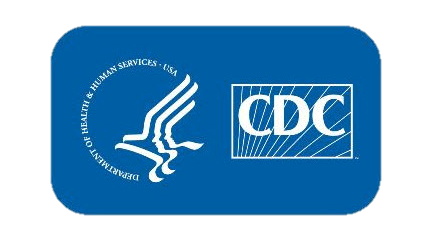 DEPARTMENT OF HEALTH & HUMAN SERVICES · USA
CDC